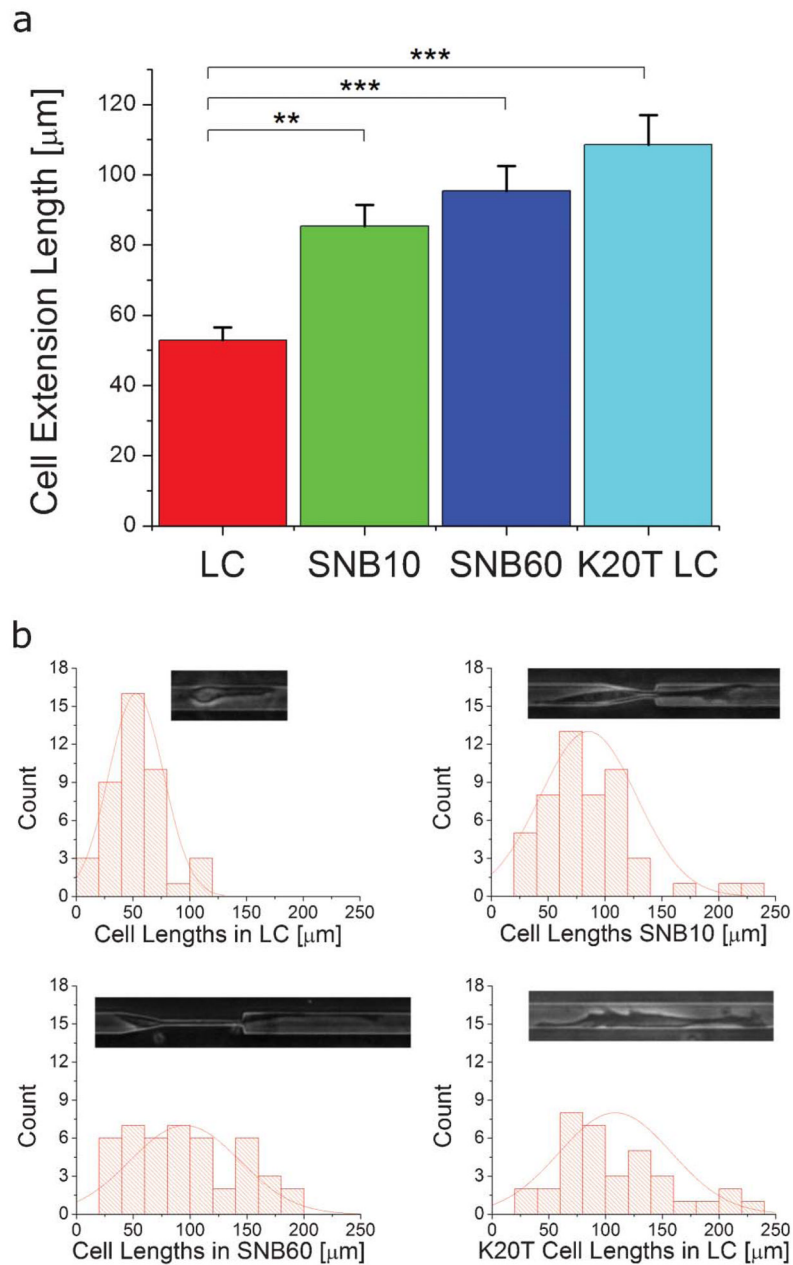 a
Cell Extension Length [μm]
120
100
80
60
40
20
0
***
***
**
LC SNB10 SNB60 K20T LC
b
18
15
12
9
6
3
0
Count
0 50 100 150 200 250
Cell Lengths in LC [μm]
18
15
12
9
6
3
0
Count
0 50 100 150 200 250
Cell Lengths SNB10 [μm]
18
15
12
9
6
3
0
Count
0 50 100 150 200 250
Cell Lengths in SNB60 [μm]
18
15
12
9
6
3
0
Count
0 50 100 150 200 250
K20T Cell Lengths in LC [μm]